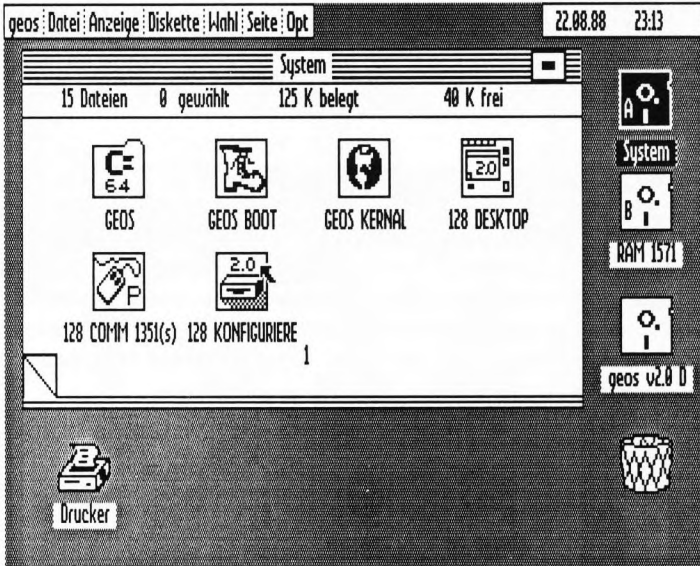 geos Datei Anzeige Diskette Wahl Seite Opt 22.08.88 23:13
System
15 Dateien 0 gewählt 125 K belegt 40 K frei
C= 64
2.0
GEOS GEOS BOOT GEOS KERNAL 128 DESKTOP
P
2.0
128 COMM 1351(s) 128 KONFIGURIERE
1
A
System
B
RAM 1571
geos v2.0 D
Drucker